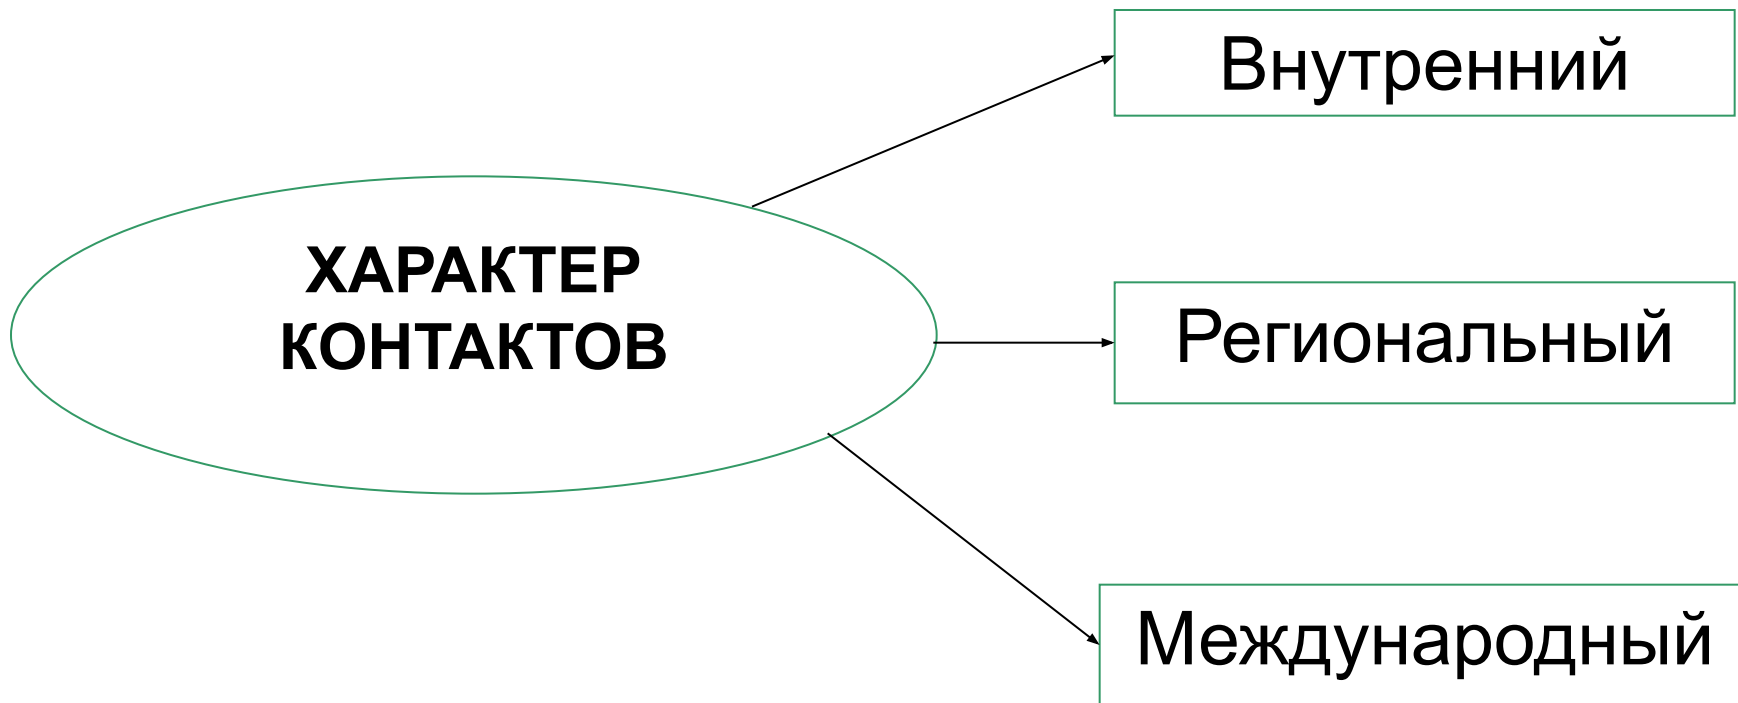 Внутренний
ХАРАКТЕР
КОНТАКТОВ
Региональный
Международный